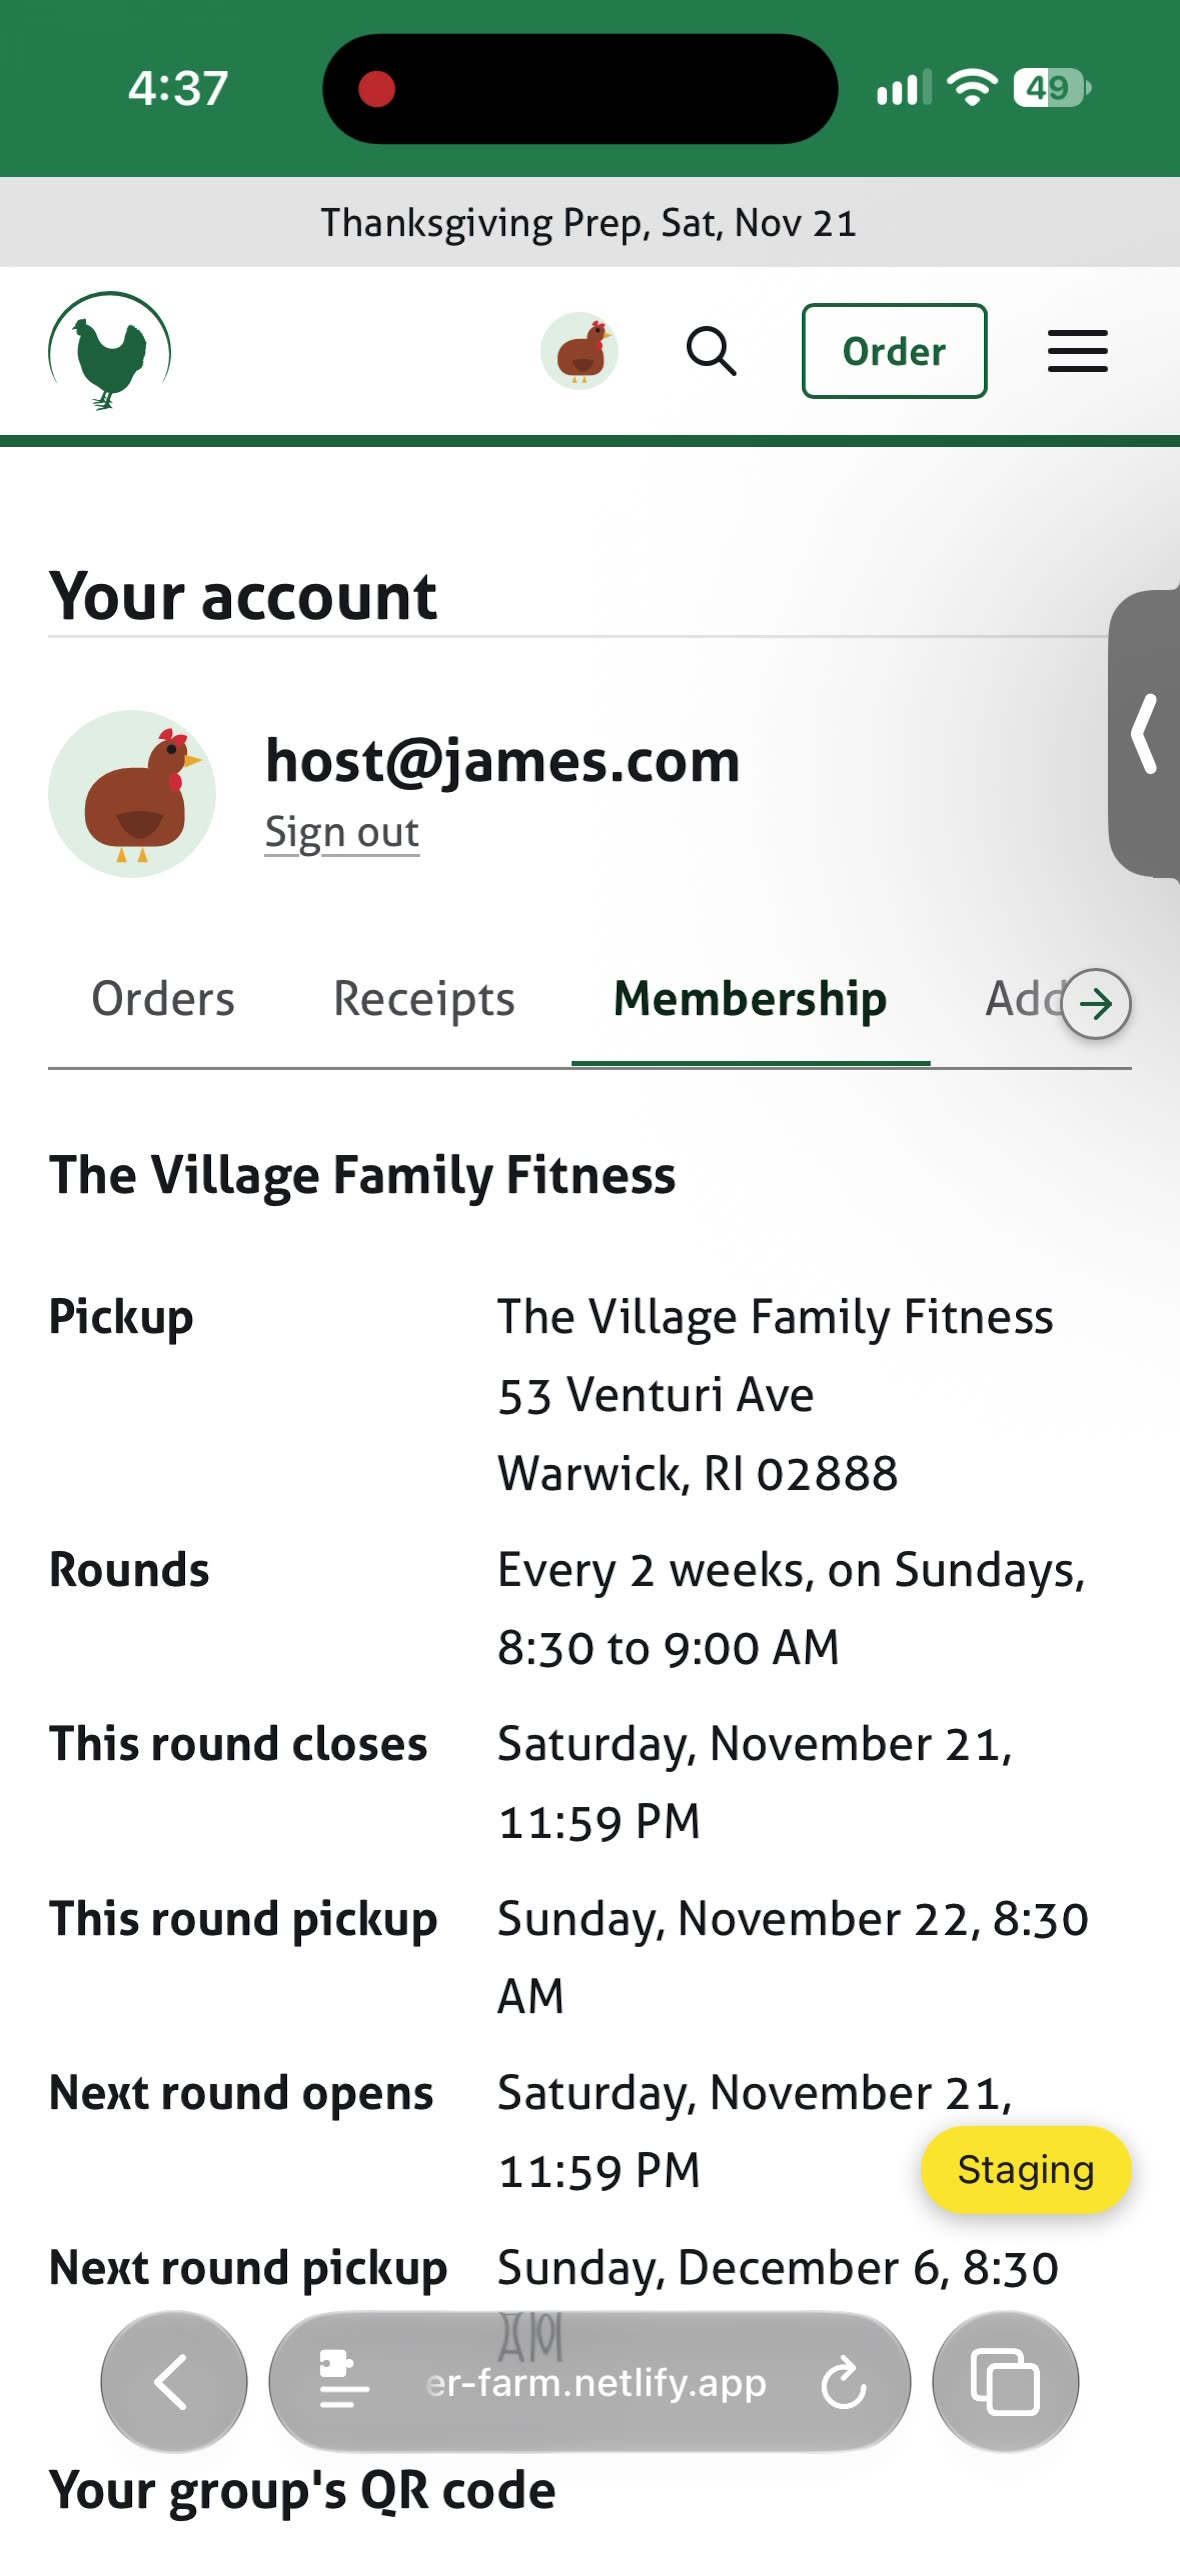 4:37
49
Thanksgiving Prep, Sat, Nov 21
Order
Your account
host@james.com
Sign out
Orders Receipts Membership Add
The Village Family Fitness
Pickup The Village Family Fitness
53 Venturi Ave
Warwick, RI 02888
Rounds Every 2 weeks, on Sundays,
8:30 to 9:00 AM
This round closes Saturday, November 21,
11:59 PM
This round pickup Sunday, November 22, 8:30
AM
Next round opens Saturday, November 21,
11:59 PM
Staging
Next round pickup Sunday, December 6, 8:30
AM
er-farm.netlify.app
Your group's QR code